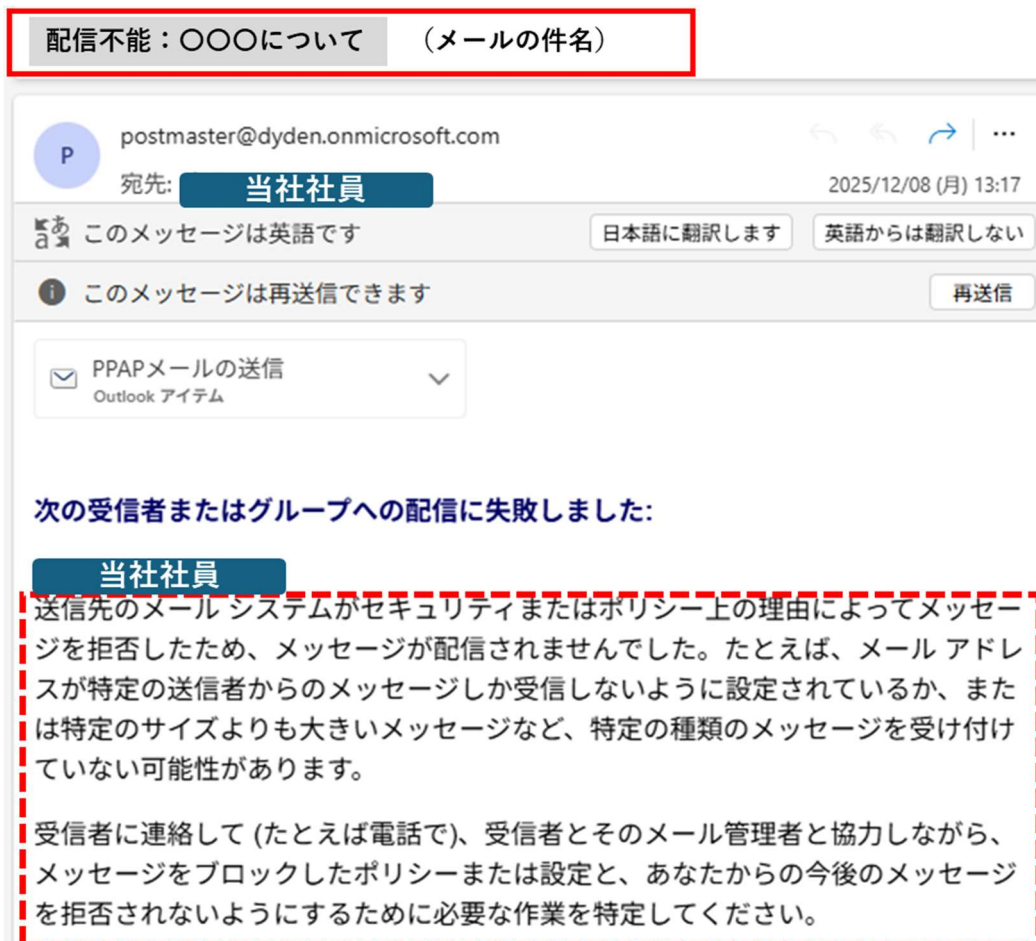 配信不能：〇〇〇について　（メールの件名）
P
postmaster@dyden.onmicrosoft.com
宛先: 当社社員
2025/12/08 (月) 13:17
あa このメッセージは英語です 日本語に翻訳します 英語からは翻訳しない
このメッセージは再送信できます 再送信
PPAPメールの送信
Outlook アイテム
次の受信者またはグループへの配信に失敗しました:
当社社員
送信先のメール システムがセキュリティまたはポリシー上の理由によってメッセー
ジを拒否したため、メッセージが配信されませんでした。たとえば、メール アドレ
スが特定の送信者からのメッセージしか受信しないように設定されているか、また
は特定のサイズよりも大きいメッセージなど、特定の種類のメッセージを受け付け
ていない可能性があります。
受信者に連絡して (たとえば電話で)、受信者とそのメール管理者と協力しながら、
メッセージをブロックしたポリシーまたは設定と、あなたからの今後のメッセージ
を拒否されないようにするために必要な作業を特定してください。